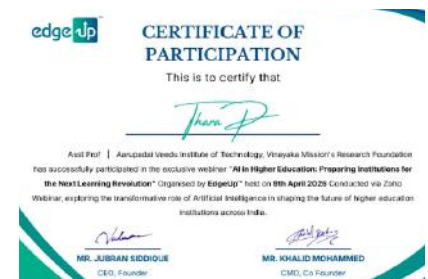 edge up
CERTIFICATE OF
PARTICIPATION
This is to certify that
Thara D
Asst Prof | Aarupadai Veedu Institute of Technology, Vinayaka Mission's Research Foundation
has successfully participated in the exclusive webinar "AI in Higher Education: Preparing Institutions for
the Next Learning Revolution" Organised by EdgeUp" held on 9th April 2025 Conducted via Zoho
Webinar, exploring the transformative role of Artificial Intelligence in shaping the future of higher education
institutions across India.
MR. JUBRAN SIDDIQUE
MR. KHALID MOHAMMED
CEO, Founder
CMD, Co Founder